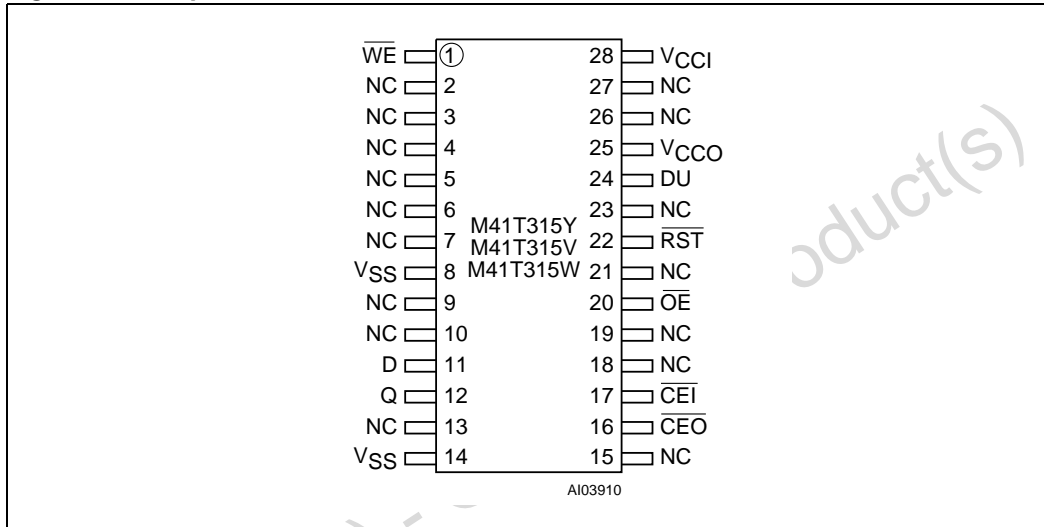 WE 1 28 VCCI
NC 2 27 NC
NC 3 26 NC
NC 4 25 VCCO
NC 5 24 DU
NC 6 23 NC
M41T315Y
NC 7 22 RST
M41T315V
VSS 8 M41T315W 21 NC
NC 9 20 OE
NC 10 19 NC
D 11 18 NC
Q 12 17 CEI
NC 13 16 CEO
VSS 14 15 NC
AI03910